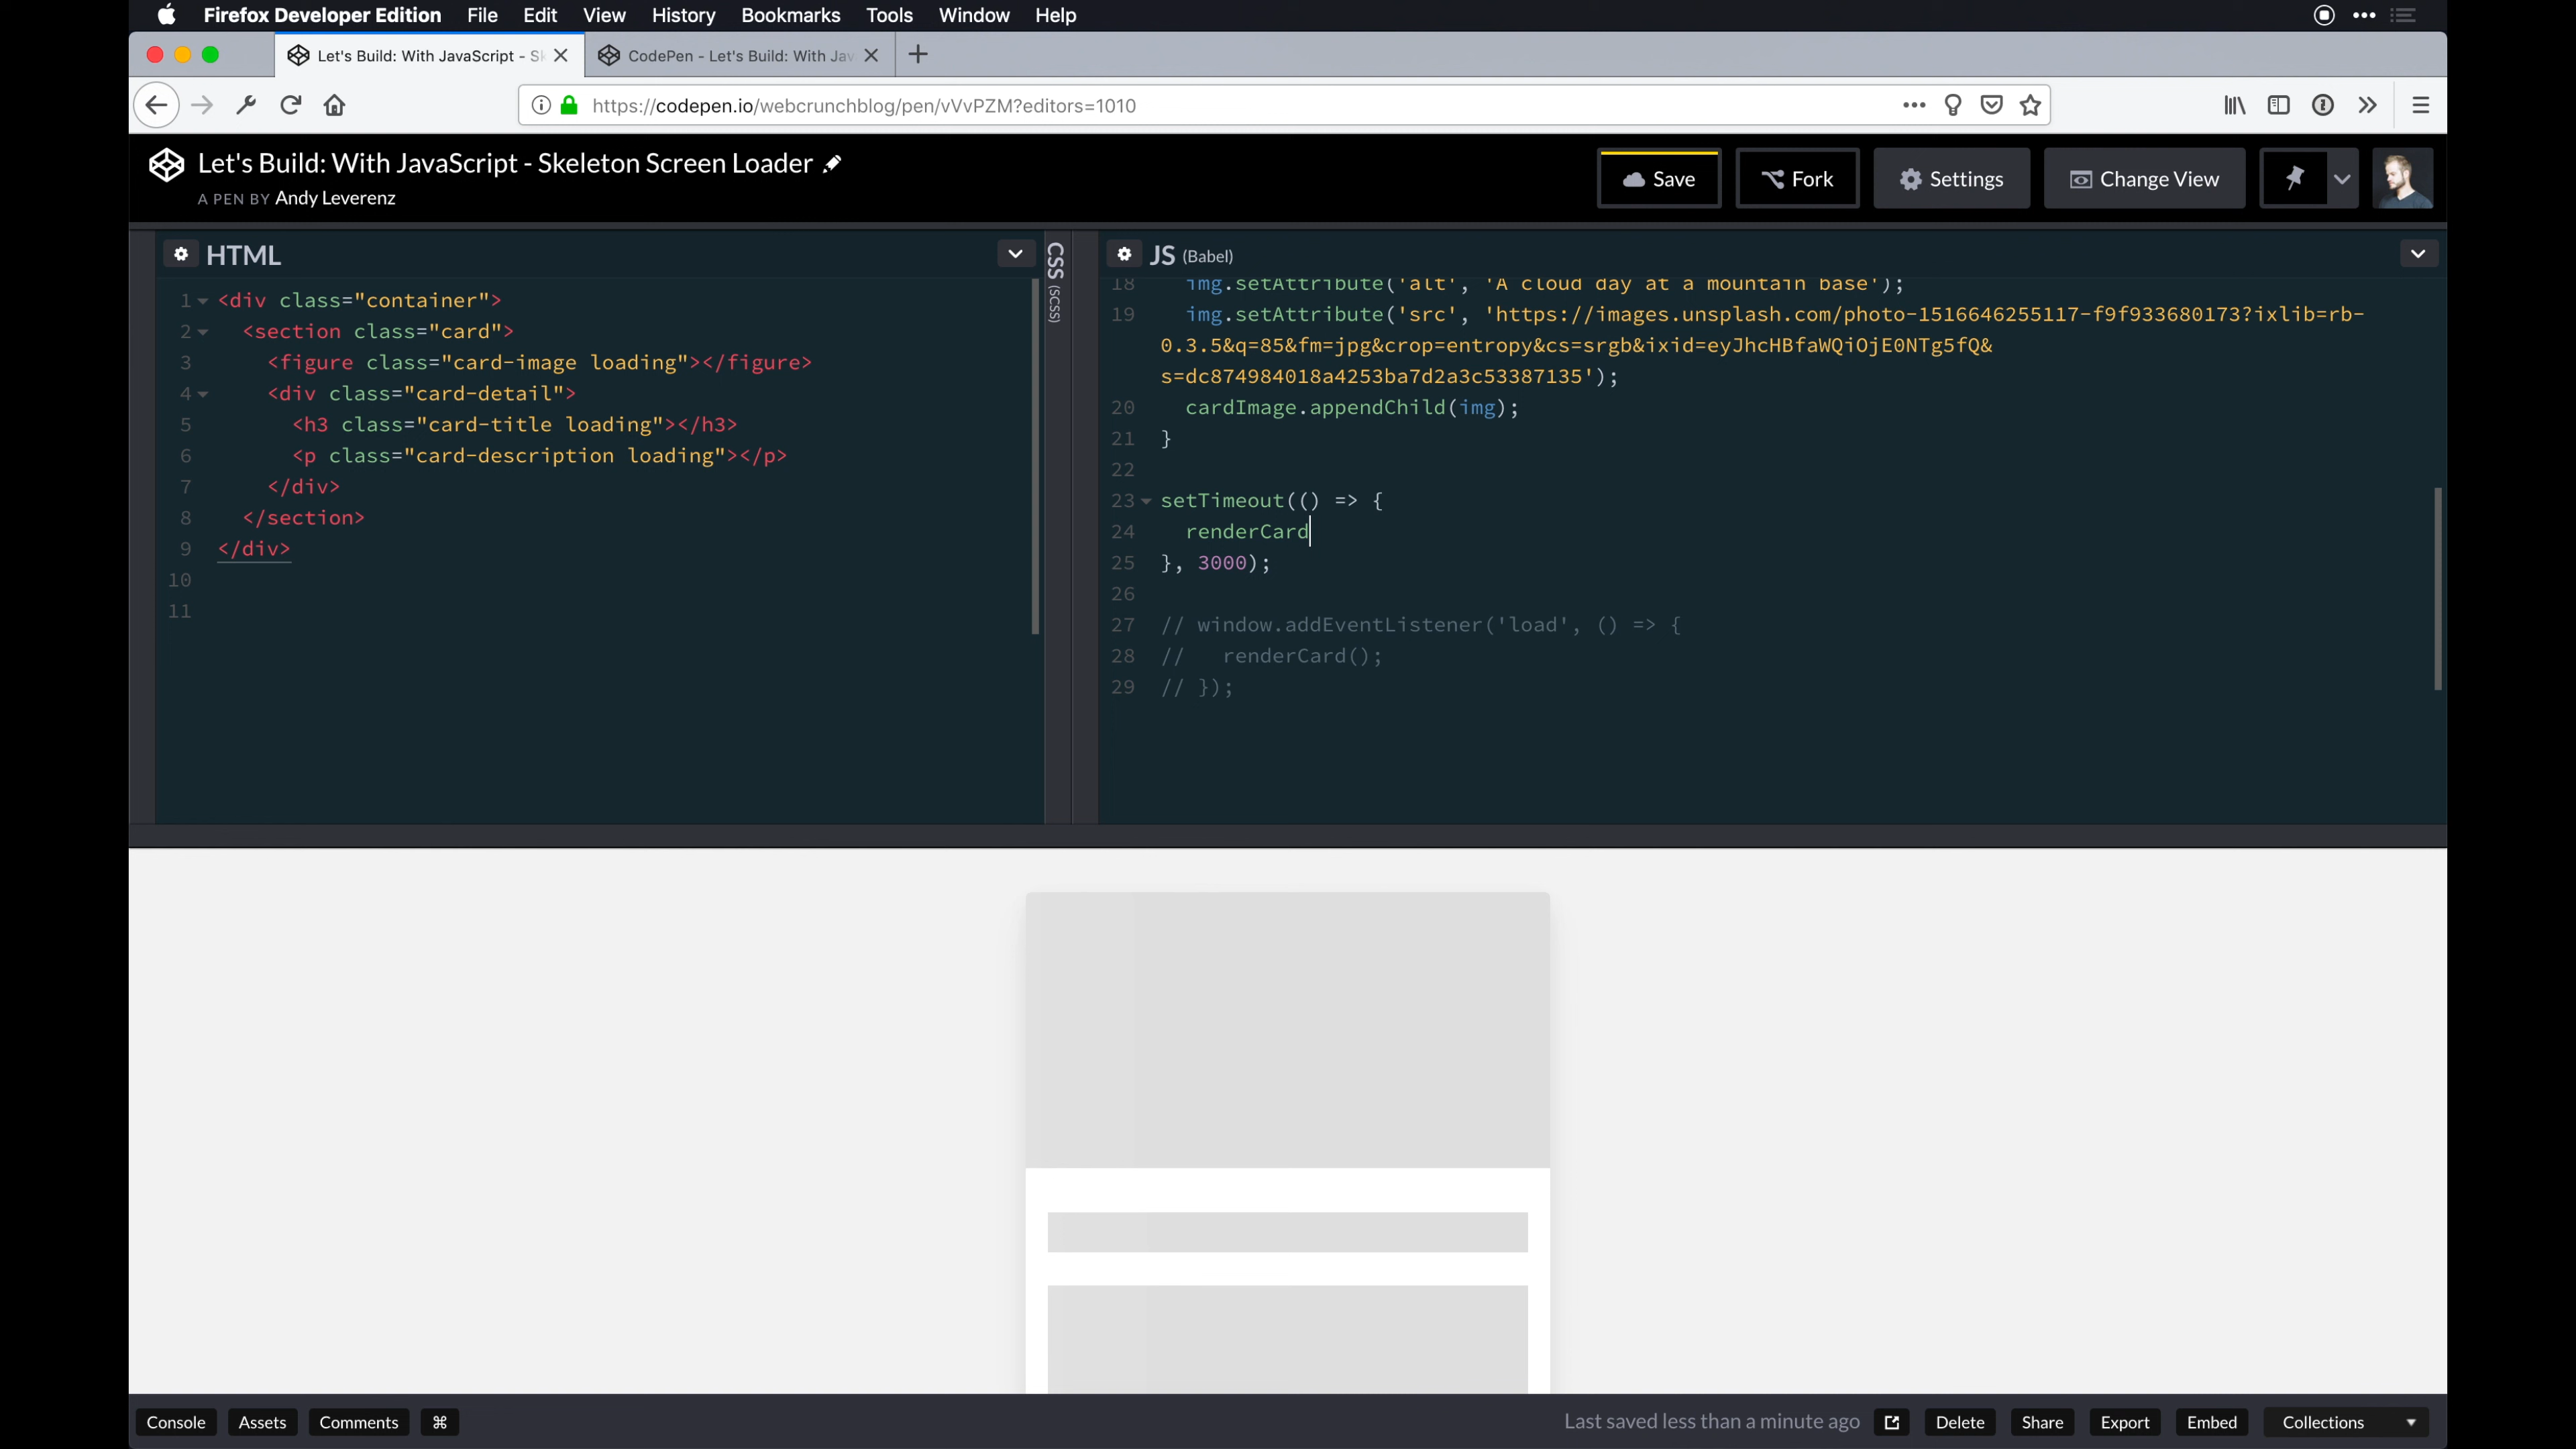 Firefox Developer Edition File Edit View History Bookmarks Tools Window Help
Let's Build: With JavaScript - Sk
CodePen - Let's Build: With Jav
https://codepen.io/webcrunchblog/pen/vVvPZM?editors=1010
Let's Build: With JavaScript - Skeleton Screen Loader
A PEN BY Andy Leverenz
Save Fork Settings Change View
HTML
1 <div class="container">
2 <section class="card">
3 <figure class="card-image loading"></figure>
4 <div class="card-detail">
5 <h3 class="card-title loading"></h3>
6 <p class="card-description loading"></p>
7 </div>
8 </section>
9 </div>
10
11
CSS (SCSS)
JS (Babel)
18 img.setAttribute('alt', 'A cloud day at a mountain base');
19 img.setAttribute('src', 'https://images.unsplash.com/photo-1516646255117-f9f933680173?ixlib=rb-
0.3.5&q=85&fm=jpg&crop=entropy&cs=srgb&ixid=eyJhcHBfaWQiOjE0NTg5fQ&
s=dc874984018a4253ba7d2a3c53387135');
20 cardImage.appendChild(img);
21 }
22
23 setTimeout(() => {
24 renderCard
25 }, 3000);
26
27 // window.addEventListener('load', () => {
28 // renderCard();
29 // });
Console Assets Comments ⌘
Last saved less than a minute ago Delete Share Export Embed Collections